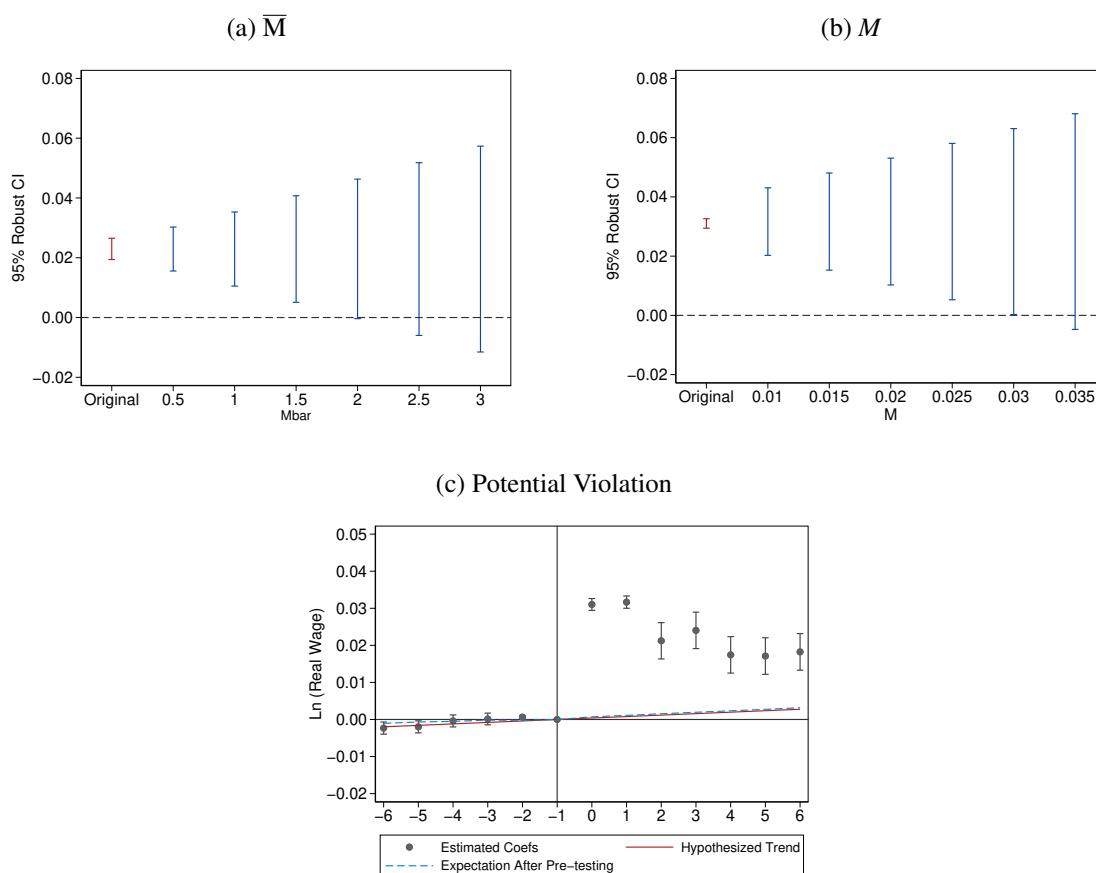 (a) M̅
0.08
0.06
0.04
0.02
0.00
−0.02
95% Robust CI
Original 0.5 1 1.5 2 2.5 3
Mbar
(b) M
0.08
0.06
0.04
0.02
0.00
−0.02
95% Robust CI
Original 0.01 0.015 0.02 0.025 0.03 0.035
M
(c) Potential Violation
0.05
0.04
0.03
0.02
0.01
0.00
−0.01
−0.02
Ln (Real Wage)
−6 −5 −4 −3 −2 −1 0 1 2 3 4 5 6
Estimated Coefs Hypothesized Trend
Expectation After Pre-testing